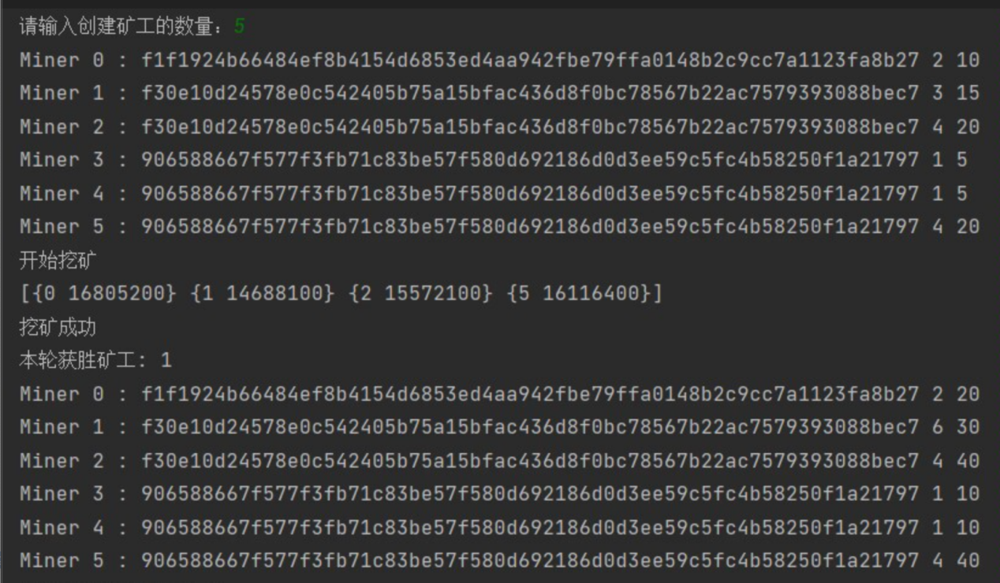 请输入创建矿工的数量：5
Miner 0 : f1f1924b66484ef8b4154d6853ed4aa942fbe79ffa0148b2c9cc7a1123fa8b27 2 10
Miner 1 : f30e10d24578e0c542405b75a15bfac436d8f0bc78567b22ac7579393088bec7 3 15
Miner 2 : f30e10d24578e0c542405b75a15bfac436d8f0bc78567b22ac7579393088bec7 4 20
Miner 3 : 906588667f577f3fb71c83be57f580d692186d0d3ee59c5fc4b58250f1a21797 1 5
Miner 4 : 906588667f577f3fb71c83be57f580d692186d0d3ee59c5fc4b58250f1a21797 1 5
Miner 5 : 906588667f577f3fb71c83be57f580d692186d0d3ee59c5fc4b58250f1a21797 4 20
开始挖矿
[{0 16805200} {1 14688100} {2 15572100} {5 16116400}]
挖矿成功
本轮获胜矿工: 1
Miner 0 : f1f1924b66484ef8b4154d6853ed4aa942fbe79ffa0148b2c9cc7a1123fa8b27 2 20
Miner 1 : f30e10d24578e0c542405b75a15bfac436d8f0bc78567b22ac7579393088bec7 6 30
Miner 2 : f30e10d24578e0c542405b75a15bfac436d8f0bc78567b22ac7579393088bec7 4 40
Miner 3 : 906588667f577f3fb71c83be57f580d692186d0d3ee59c5fc4b58250f1a21797 1 10
Miner 4 : 906588667f577f3fb71c83be57f580d692186d0d3ee59c5fc4b58250f1a21797 1 10
Miner 5 : 906588667f577f3fb71c83be57f580d692186d0d3ee59c5fc4b58250f1a21797 4 40